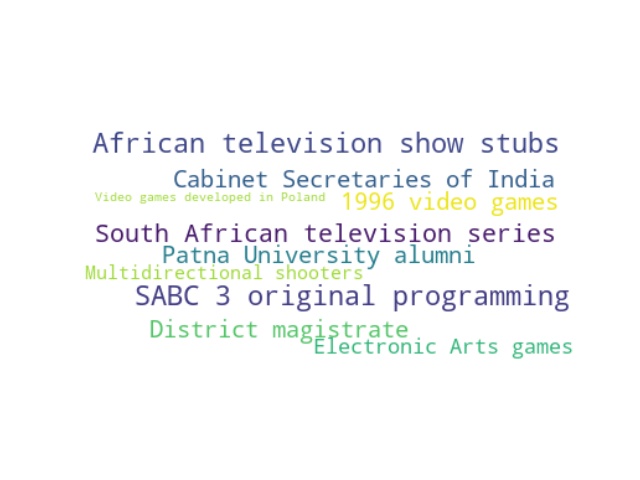 African television show stubs
Cabinet Secretaries of India
Video games developed in Poland
1996 video games
South African television series
Patna University alumni
Multidirectional shooters
SABC 3 original programming
District magistrate
Electronic Arts games